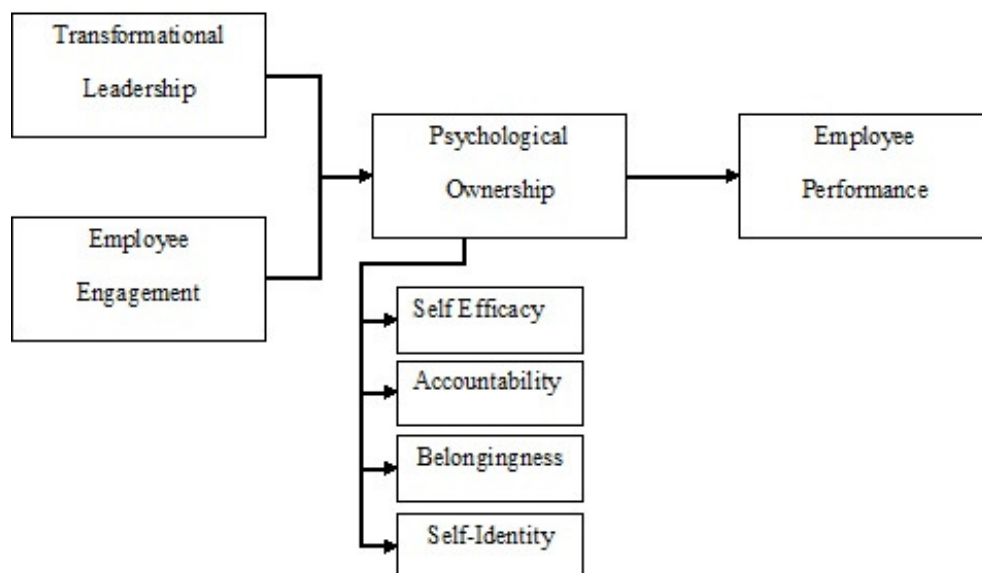 Transformational
Leadership
Psychological
Ownership
Employee
Performance
Employee
Engagement
Self Efficacy
Accountability
Belongingness
Self-Identity